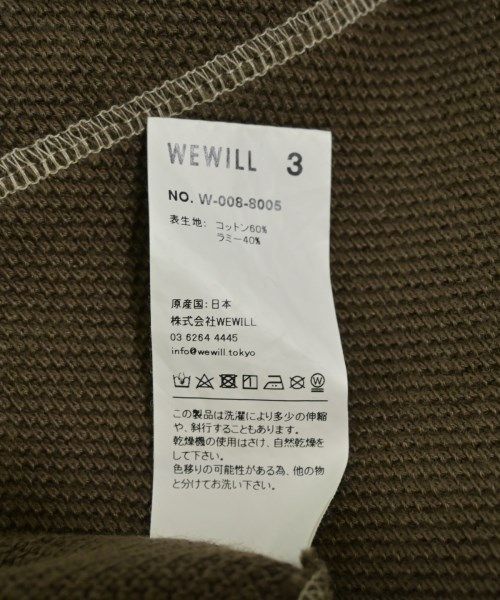 WEWILL 3
NO. W-008-8005
表生地: コットン60%
ラミー40%
原産国:日本
株式会社WEWILL
03 6264 4445
info@wewill.tokyo
この製品は洗濯により多少の伸縮
や、斜行することもあります。
乾燥機の使用はさけ、自然乾燥を
して下さい。
色移りの可能性がある為、他の物
と分けてお洗い下さい。